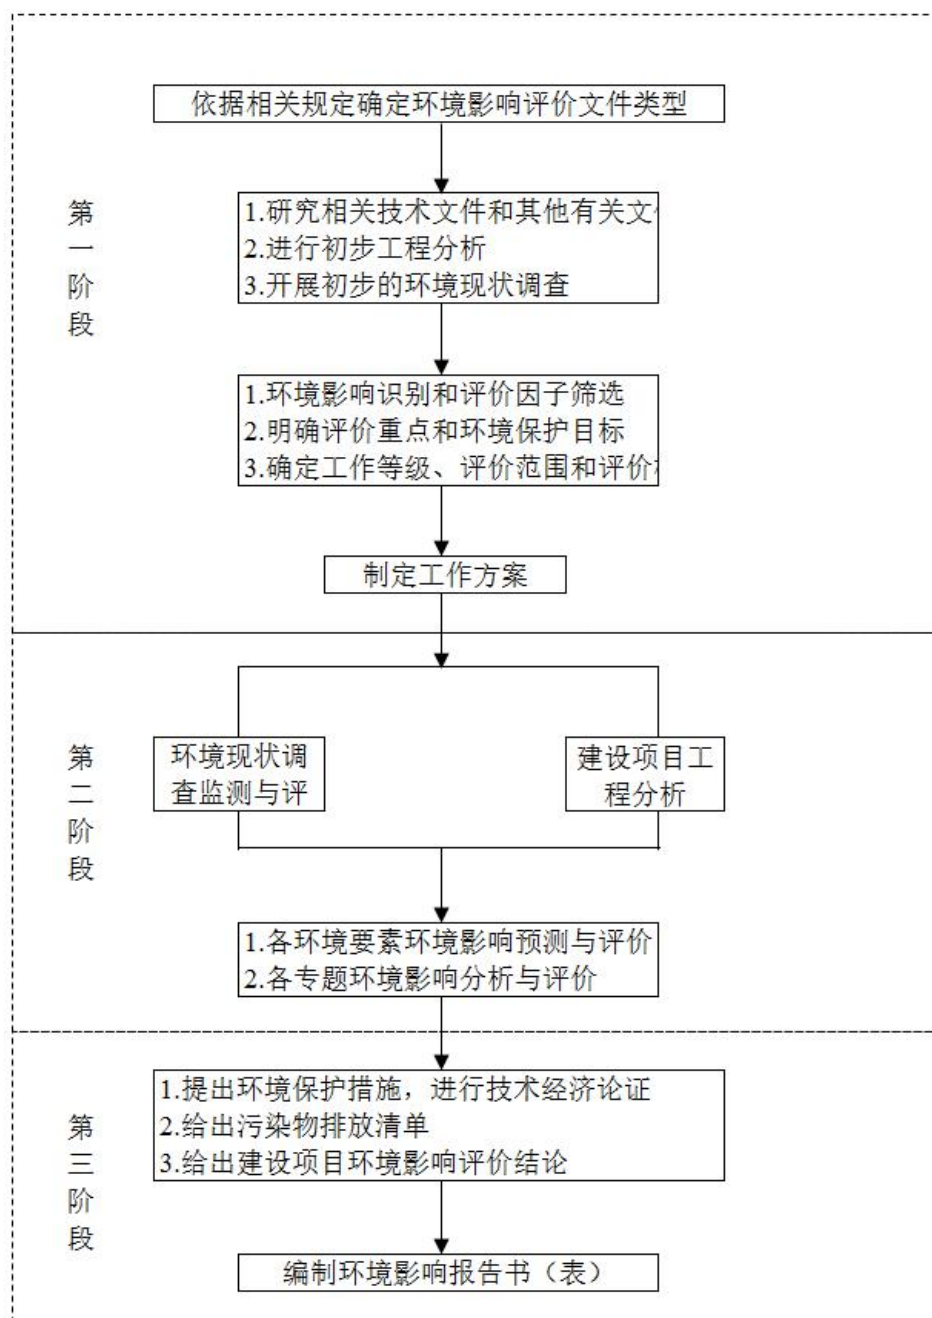 依据相关规定确定环境影响评价文件类型
第一阶段
1.研究相关技术文件和其他有关文
2.进行初步工程分析
3.开展初步的环境现状调查
1.环境影响识别和评价因子筛选
2.明确评价重点和环境保护目标
3.确定工作等级、评价范围和评价
制定工作方案
第二阶段
环境现状调
查监测与评
建设项目工
程分析
1.各环境要素环境影响预测与评价
2.各专题环境影响分析与评价
第三阶段
1.提出环境保护措施，进行技术经济论证
2.给出污染物排放清单
3.给出建设项目环境影响评价结论
编制环境影响报告书（表）